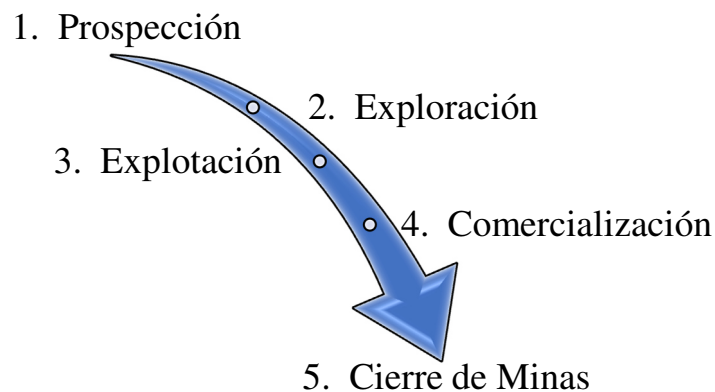 1. Prospección
2. Exploración
3. Explotación
4. Comercialización
5. Cierre de Minas